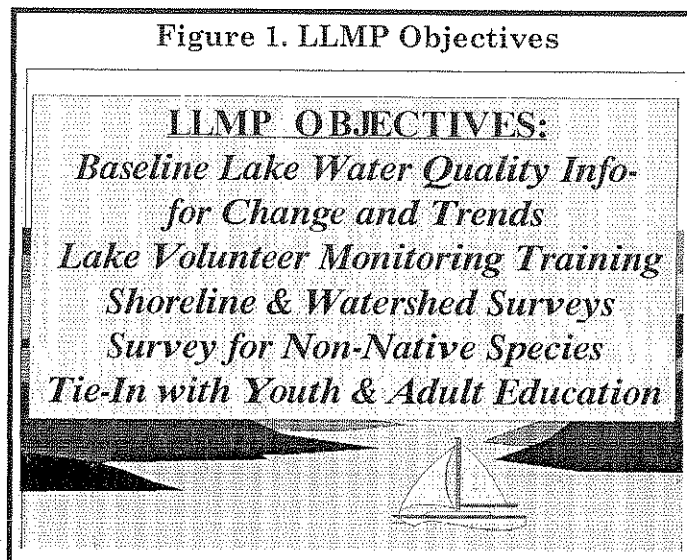 Figure 1. LLMP Objectives
LLMP OBJECTIVES:
Baseline Lake Water Quality Info-
for Change and Trends
Lake Volunteer Monitoring Training
Shoreline & Watershed Surveys
Survey for Non-Native Species
Tie-In with Youth & Adult Education